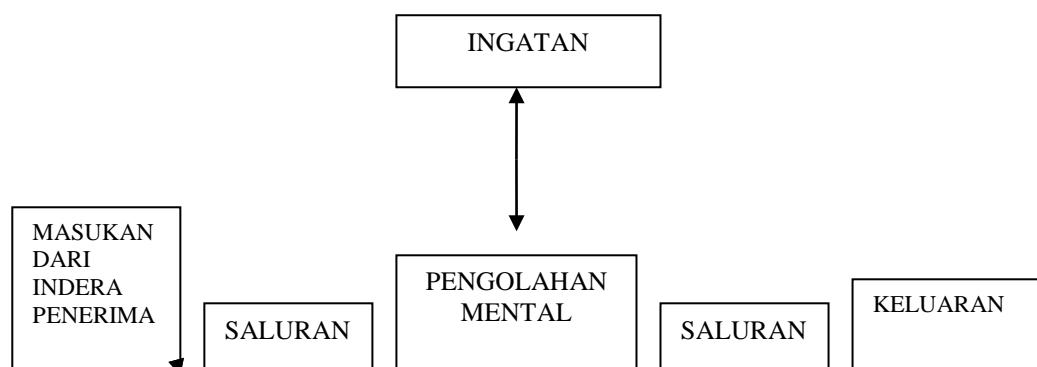 INGATAN
MASUKAN
DARI
INDERA
PENERIMA
SALURAN
PENGOLAHAN
MENTAL
SALURAN
KELUARAN